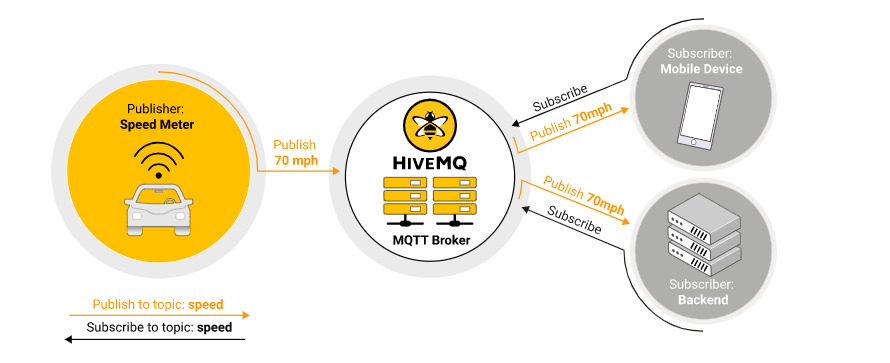 Publisher:
Speed Meter
Publish
70 mph
HIVEMQ
MQTT Broker
Subscribe
Publish 70mph
Subscriber:
Mobile Device
Publish 70mph
Subscribe
Subscriber:
Backend
Publish to topic: speed
Subscribe to topic: speed